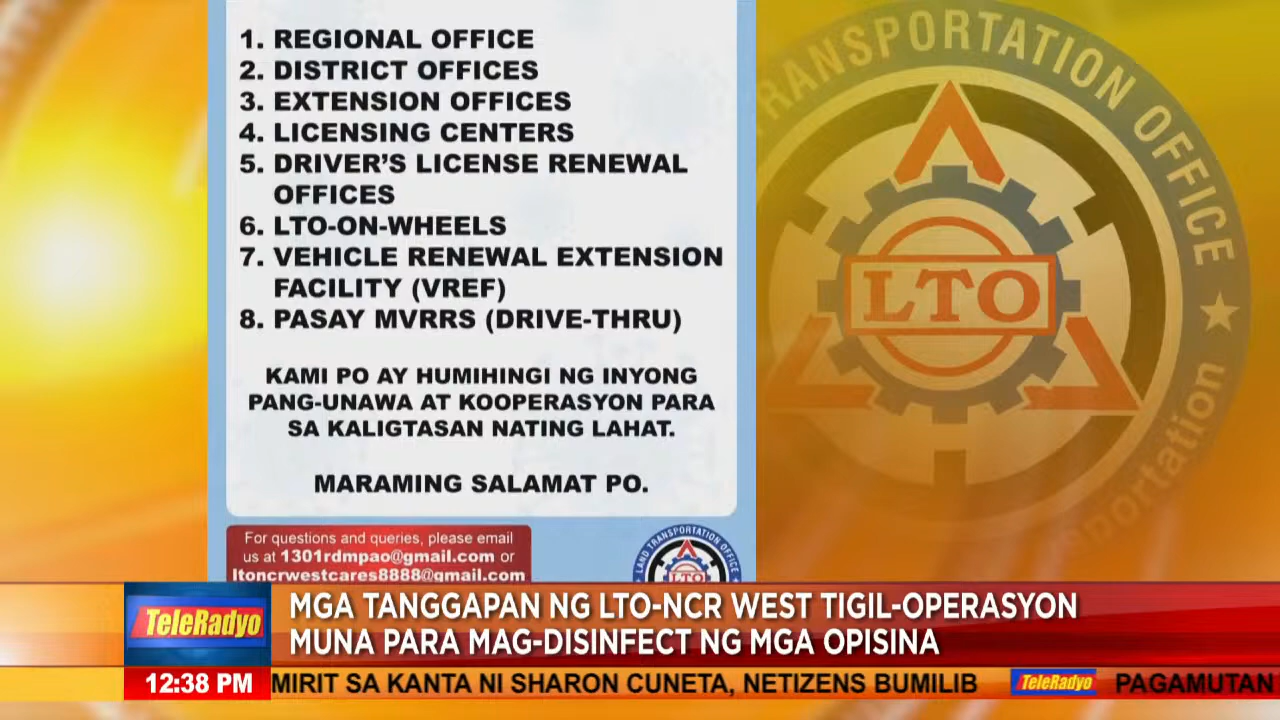 1. REGIONAL OFFICE
2. DISTRICT OFFICES
3. EXTENSION OFFICES
4. LICENSING CENTERS
5. DRIVER'S LICENSE RENEWAL
OFFICES
6. LTO-ON-WHEELS
7. VEHICLE RENEWAL EXTENSION
FACILITY (VREF)
8. PASAY MVRRS (DRIVE-THRU)
KAMI PO AY HUMIHINGI NG INYONG
PANG-UNAWA AT KOOPERASYON PARA
SA KALIGTASAN NATING LAHAT.
MARAMING SALAMAT PO.
For questions and queries, please email
us at 1301rdmpao@gmail.com or
ltoncrwestcares8888@gmail.com
LAND TRANSPORTATION OFFICE
LTO
TRANSPORTATION OFFICE
LTO
TeleRadyo
MGA TANGGAPAN NG LTO-NCR WEST TIGIL-OPERASYON
MUNA PARA MAG-DISINFECT NG MGA OPISINA
12:38 PM
MIRIT SA KANTA NI SHARON CUNETA, NETIZENS BUMILIB TeleRadyo PAGAMUTAN